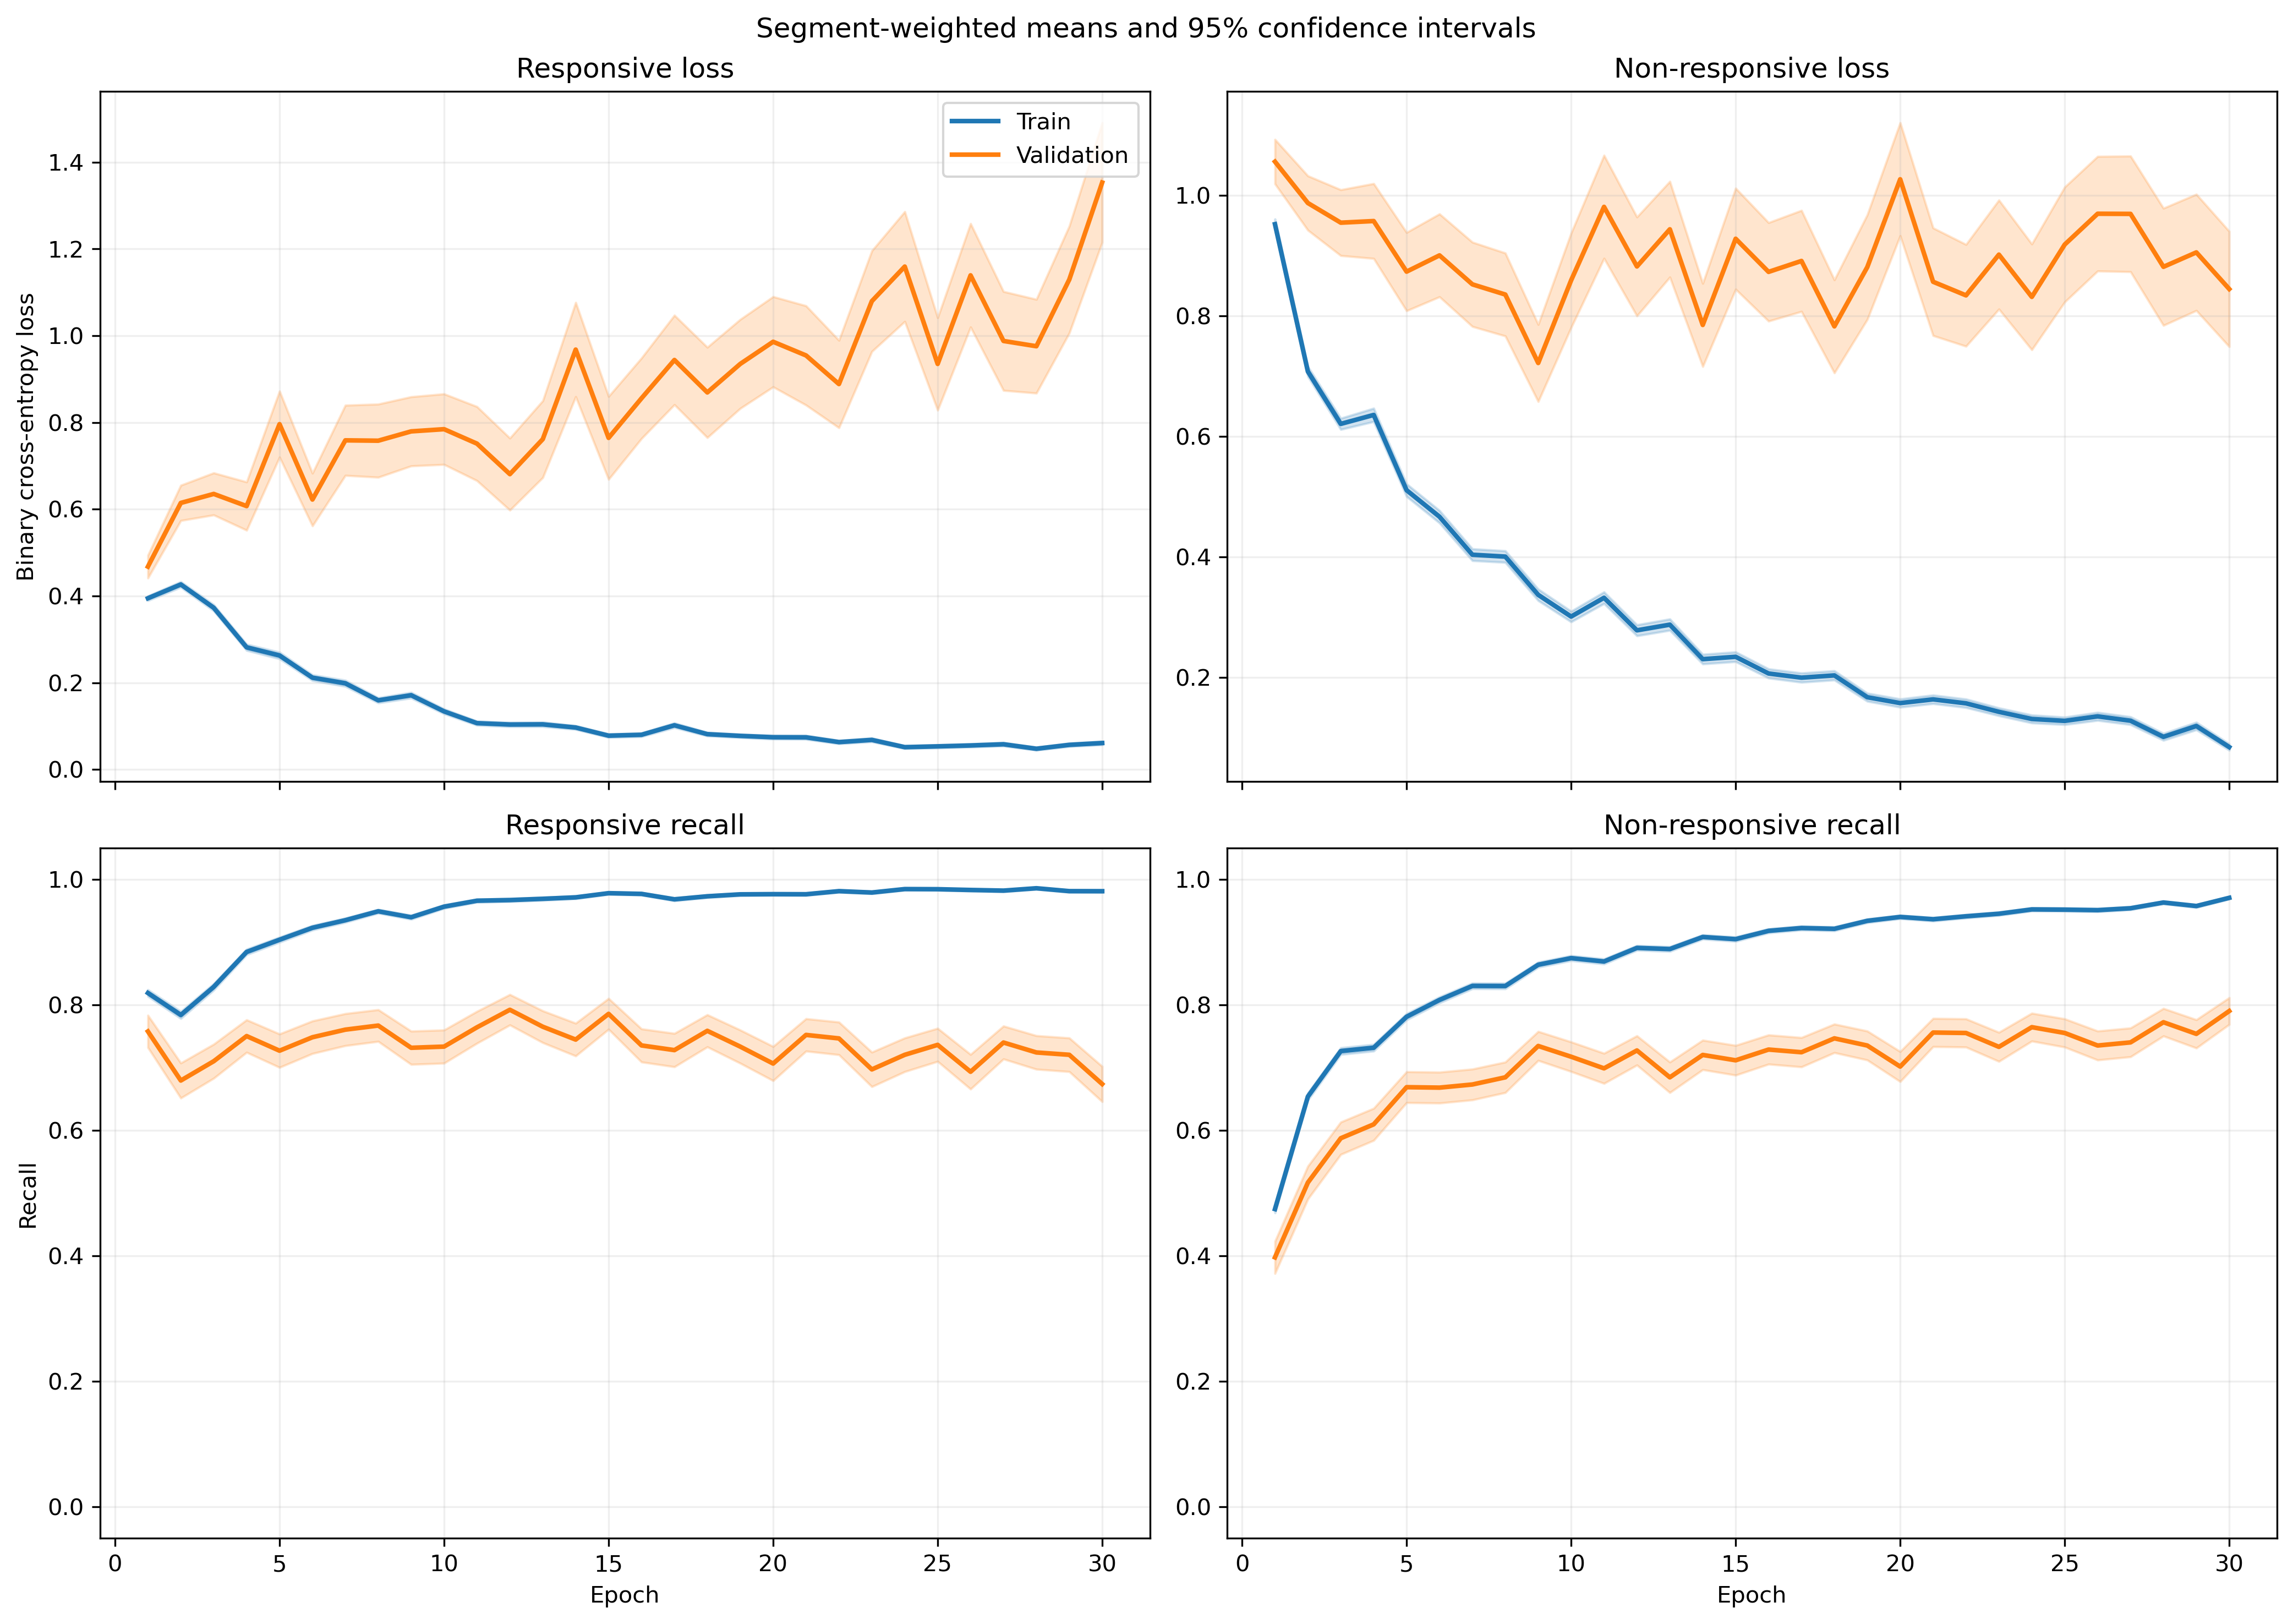 Segment-weighted means and 95% confidence intervals
Responsive loss
Non-responsive loss
Train
Validation
Binary cross-entropy loss
1.4
1.2
1.0
0.8
0.6
0.4
0.2
0.0
1.0
0.8
0.6
0.4
0.2
Responsive recall
Non-responsive recall
Recall
1.0
0.8
0.6
0.4
0.2
0.0
1.0
0.8
0.6
0.4
0.2
0.0
0 5 10 15 20 25 30
0 5 10 15 20 25 30
Epoch
Epoch